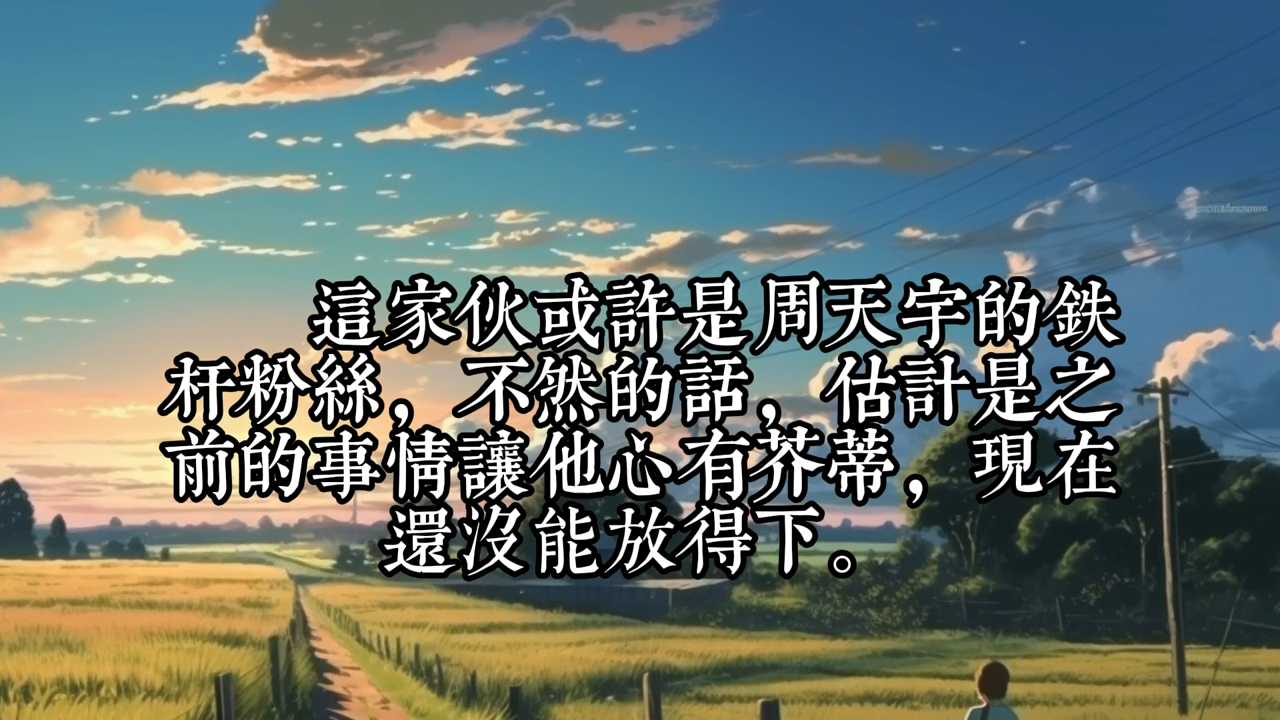 這家伙或許是周天宇的鉄
杆粉絲，不然的話，估計是之
前的事情讓他心有芥蒂，現在
還沒能放得下。